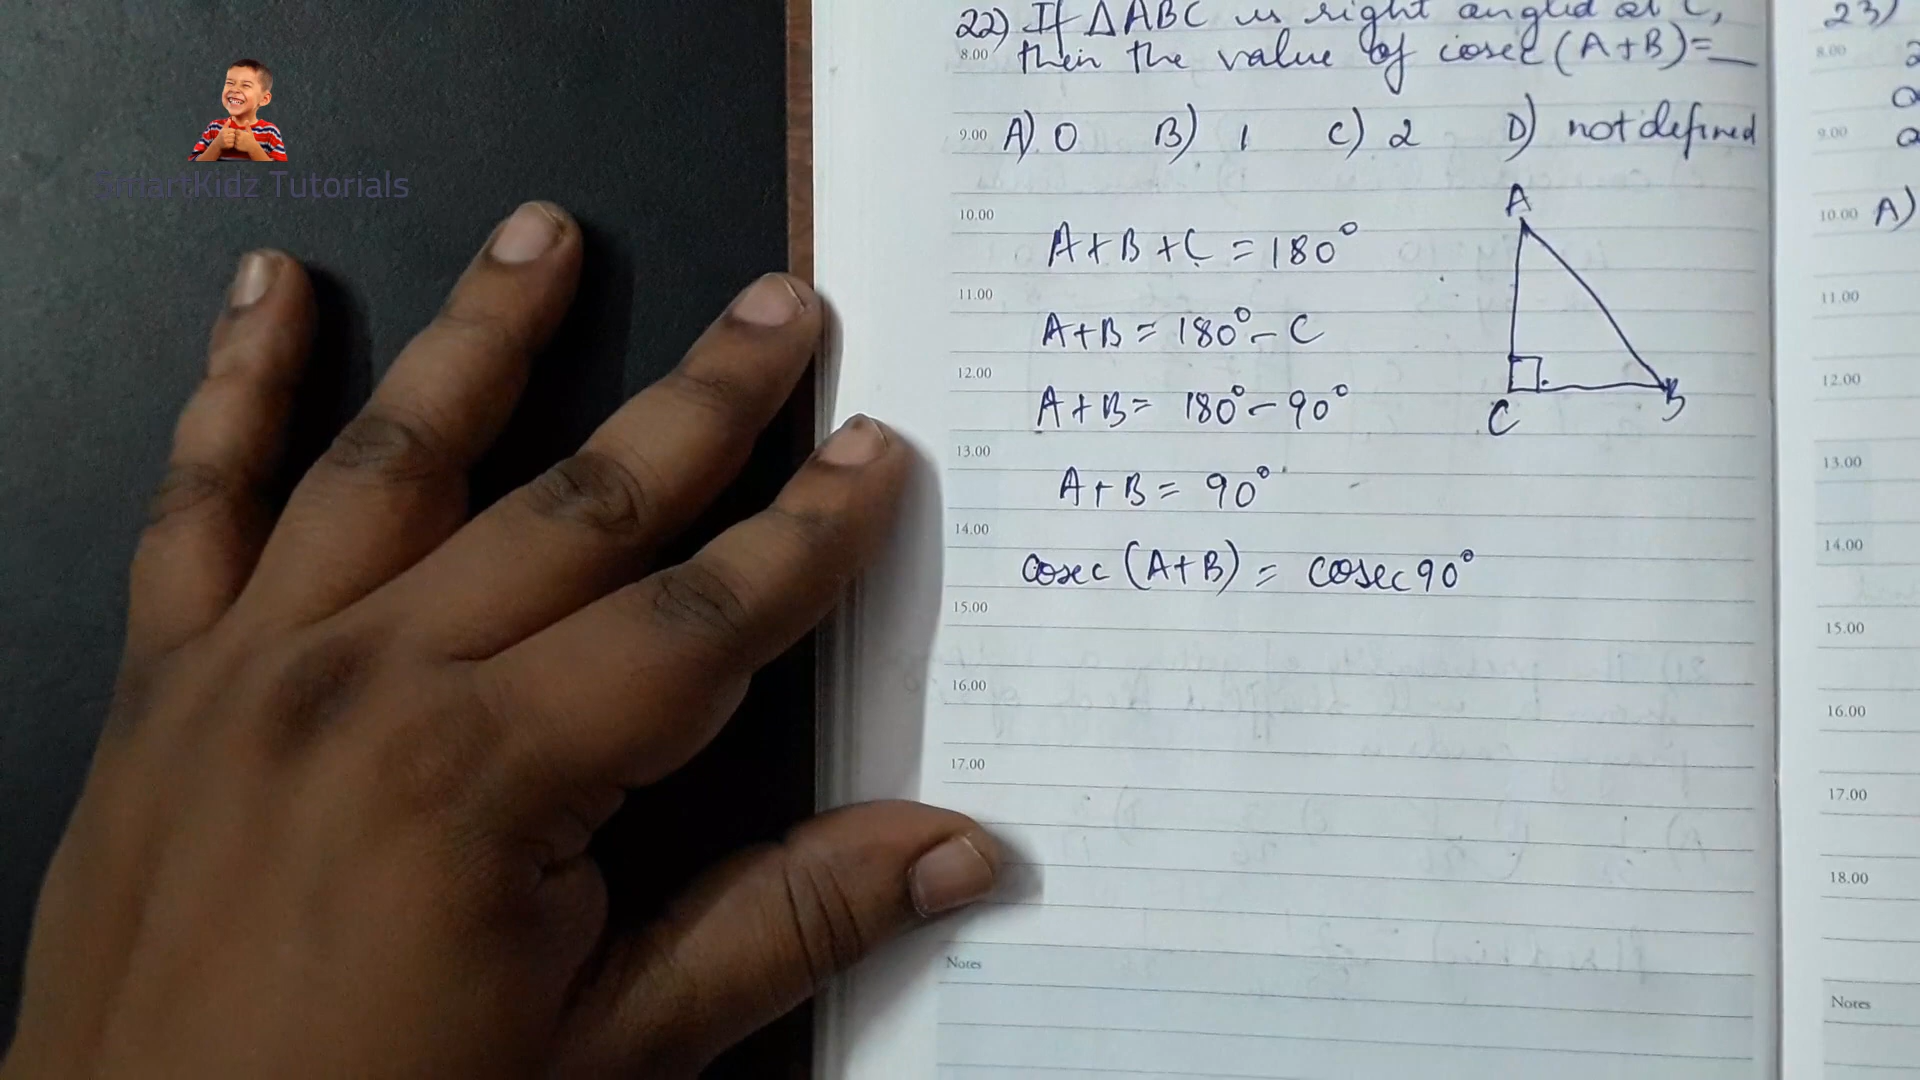 SmartKidz Tutorials
22) If △ABC is right angled at C,
then the value of cosec (A+B)=__
A) 0 B) 1 C) 2 D) not defined
A
A+B+C = 180°
A+B = 180° - C
A+B = 180° - 90°
C B
A+B = 90°
cosec (A+B) = cosec 90°
8.00
9.00
10.00
11.00
12.00
13.00
14.00
15.00
16.00
17.00
Notes
23)
8.00
9.00
10.00 A)
11.00
12.00
13.00
14.00
15.00
16.00
17.00
18.00
Notes